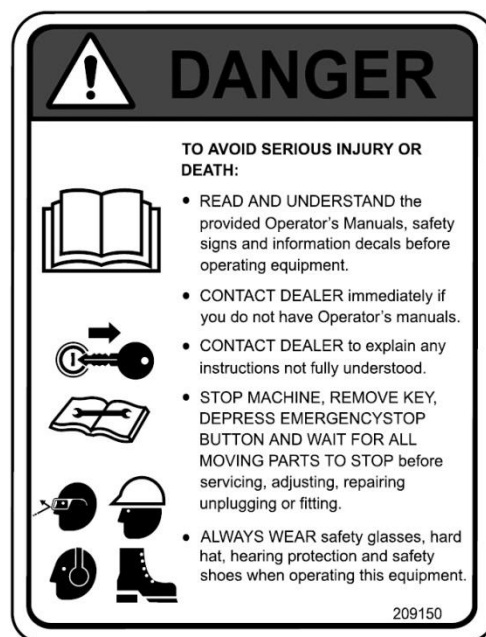 DANGER
TO AVOID SERIOUS INJURY OR
DEATH:
• READ AND UNDERSTAND the
provided Operator's Manuals, safety
signs and information decals before
operating equipment.
• CONTACT DEALER immediately if
you do not have Operator's manuals.
• CONTACT DEALER to explain any
instructions not fully understood.
• STOP MACHINE, REMOVE KEY,
DEPRESS EMERGENCYSTOP
BUTTON AND WAIT FOR ALL
MOVING PARTS TO STOP before
servicing, adjusting, repairing
unplugging or fitting.
• ALWAYS WEAR safety glasses, hard
hat, hearing protection and safety
shoes when operating this equipment.
209150